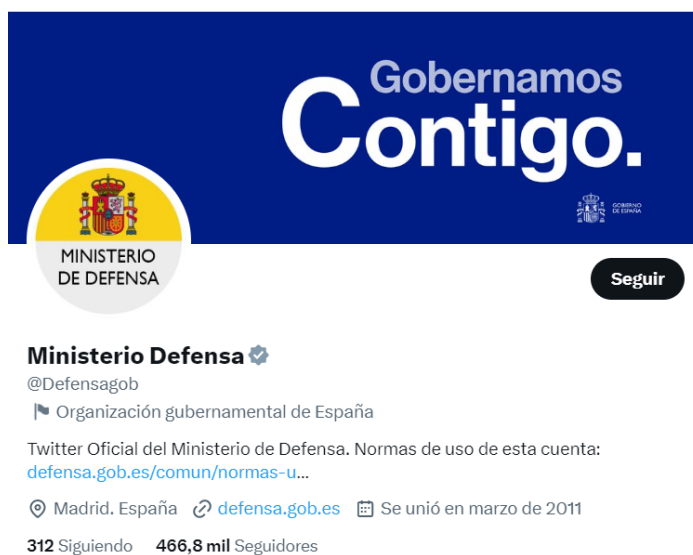 Gobernamos
Contigo.
GOBIERNO
DE ESPAÑA
MINISTERIO
DE DEFENSA
Seguir
Ministerio Defensa
@Defensagob
Organización gubernamental de España
Twitter Oficial del Ministerio de Defensa. Normas de uso de esta cuenta:
defensa.gob.es/comun/normas-u...
Madrid. España defensa.gob.es Se unió en marzo de 2011
312 Siguiendo 466,8 mil Seguidores